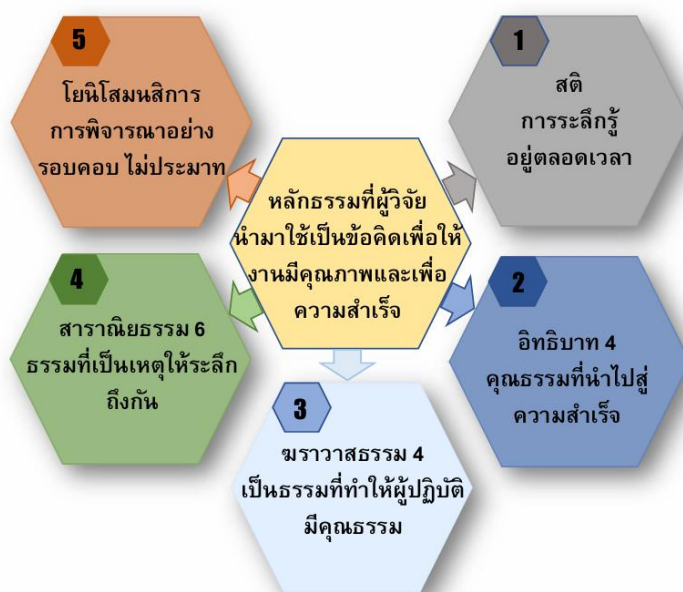 หลักธรรมที่ผู้วิจัย
นำมาใช้เป็นข้อคิดเพื่อให้
งานมีคุณภาพและเพื่อ
ความสำเร็จ
1
สติ
การระลึกรู้
อยู่ตลอดเวลา
2
อิทธิบาท 4
คุณธรรมที่นำไปสู่
ความสำเร็จ
3
ฆราวาสธรรม 4
เป็นธรรมที่ทำให้ผู้ปฏิบัติ
มีคุณธรรม
4
สาราณิยธรรม 6
ธรรมที่เป็นเหตุให้ระลึก
ถึงกัน
5
โยนิโสมนสิการ
การพิจารณาอย่าง
รอบคอบ ไม่ประมาท